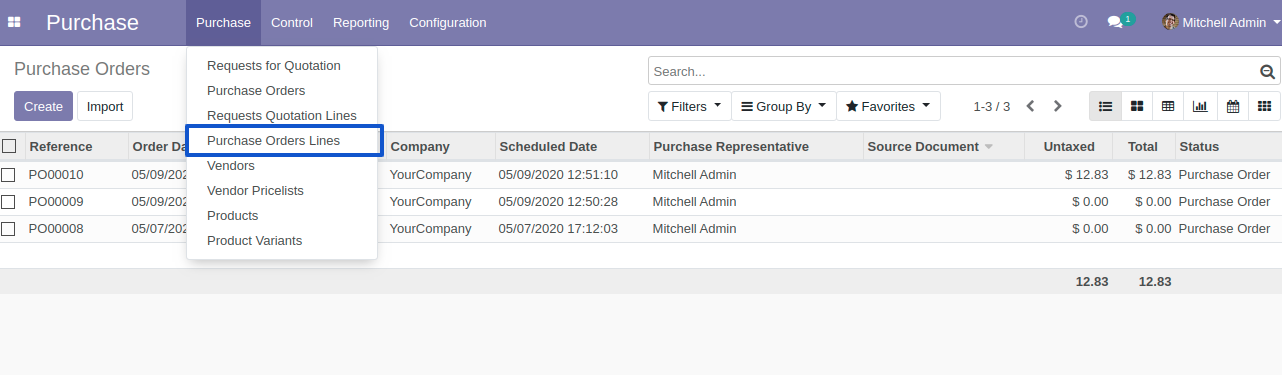 Purchase Purchase Control Reporting Configuration 1 Mitchell Admin
Purchase Orders
Search...
Create Import
Filters Group By Favorites 1-3 / 3
Requests for Quotation
Purchase Orders
Requests Quotation Lines
Purchase Orders Lines
Vendors
Vendor Pricelists
Products
Product Variants
Reference Order Da Company Scheduled Date Purchase Representative Source Document Untaxed Total Status
PO00010 05/09/202 YourCompany 05/09/2020 12:51:10 Mitchell Admin $ 12.83 $ 12.83 Purchase Order
PO00009 05/09/202 YourCompany 05/09/2020 12:50:28 Mitchell Admin $ 0.00 $ 0.00 Purchase Order
PO00008 05/07/202 YourCompany 05/07/2020 17:12:03 Mitchell Admin $ 0.00 $ 0.00 Purchase Order
12.83 12.83